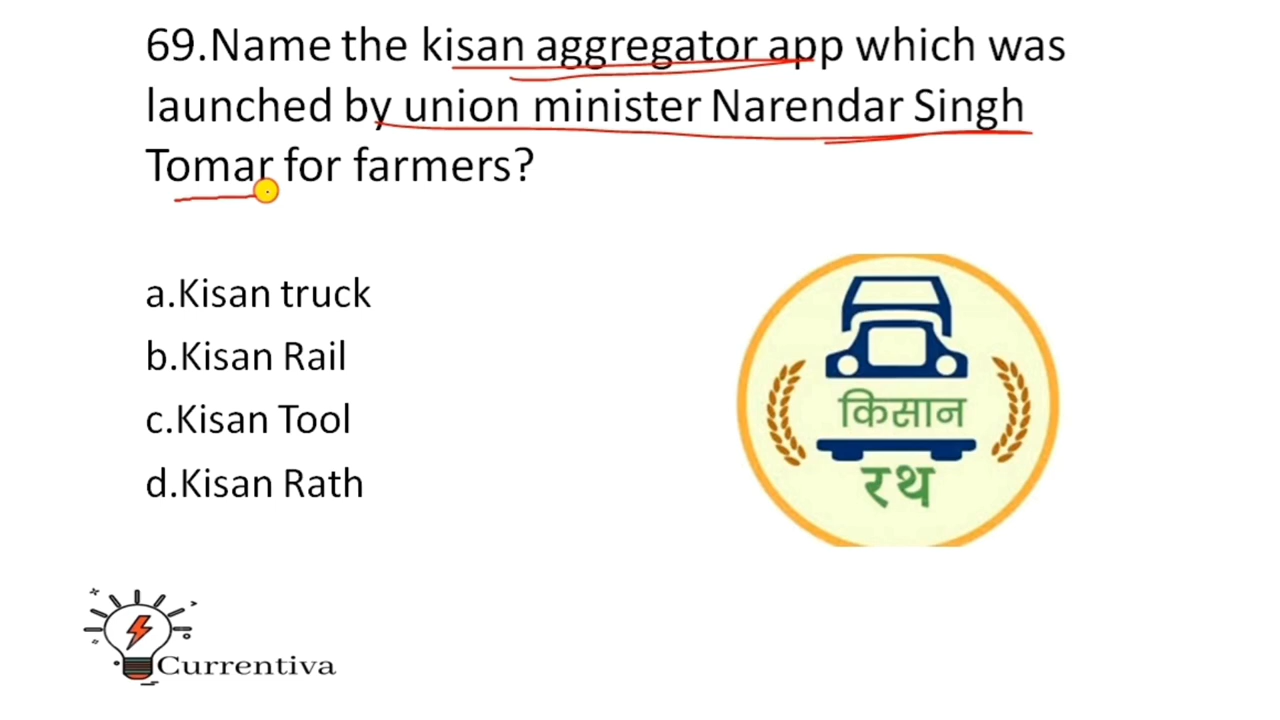 69.Name the kisan aggregator app which was
launched by union minister Narendar Singh
Tomar for farmers?
a.Kisan truck
b.Kisan Rail
c.Kisan Tool
d.Kisan Rath
किसान
रथ
Currentiva